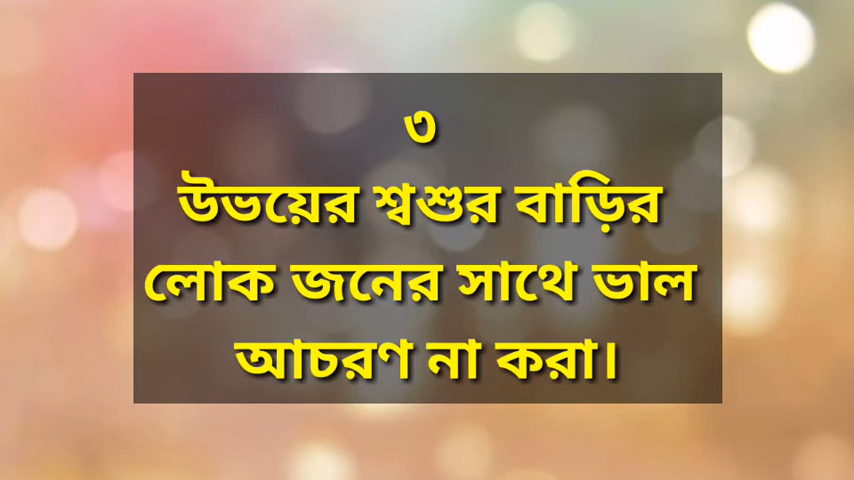 ৩
উভয়ের শ্বশুর বাড়ির
লোক জনের সাথে ভাল
আচরণ না করা।